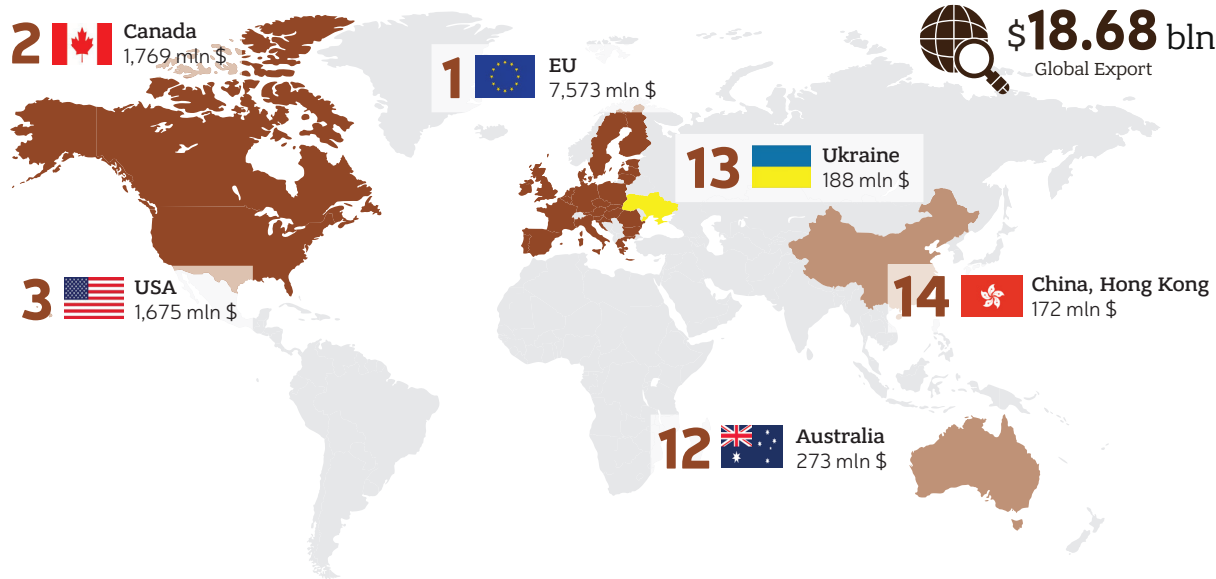 2
Canada
1,769 mln $
1
EU
7,573 mln $
$18.68 bln
Global Export
13
Ukraine
188 mln $
3
USA
1,675 mln $
14
China, Hong Kong
172 mln $
12
Australia
273 mln $